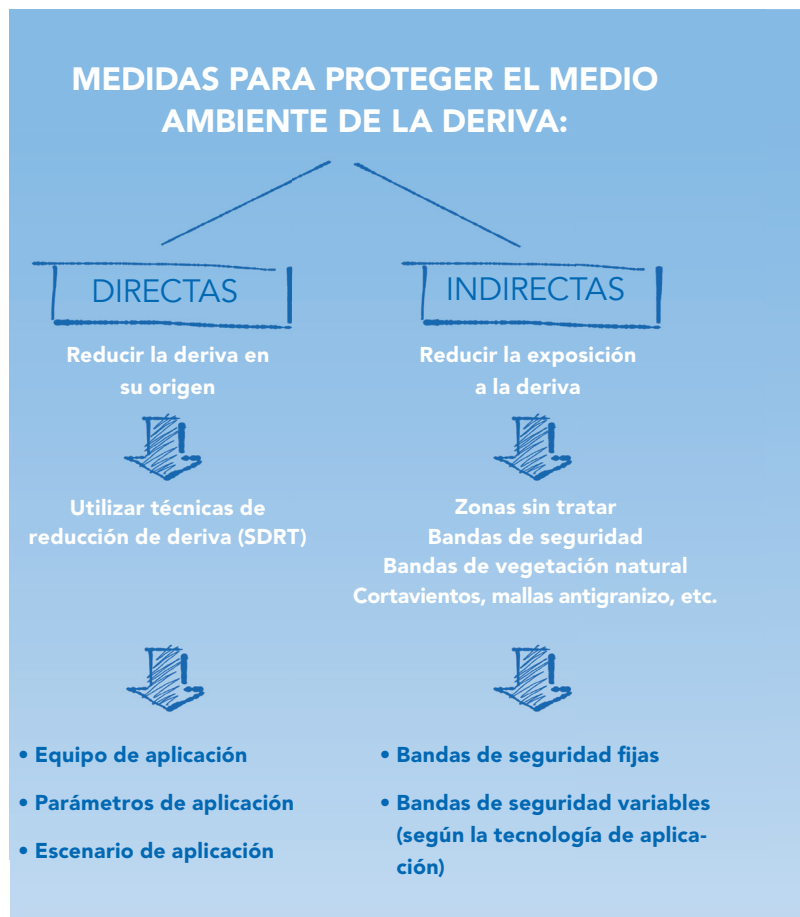 MEDIDAS PARA PROTEGER EL MEDIO
AMBIENTE DE LA DERIVA:
DIRECTAS
Reducir la deriva en
su origen
Utilizar técnicas de
reducción de deriva (SDRT)
• Equipo de aplicación
• Parámetros de aplicación
• Escenario de aplicación
INDIRECTAS
Reducir la exposición
a la deriva
Zonas sin tratar
Bandas de seguridad
Bandas de vegetación natural
Cortavientos, mallas antigranizo, etc.
• Bandas de seguridad fijas
• Bandas de seguridad variables
(según la tecnología de aplica-
ción)